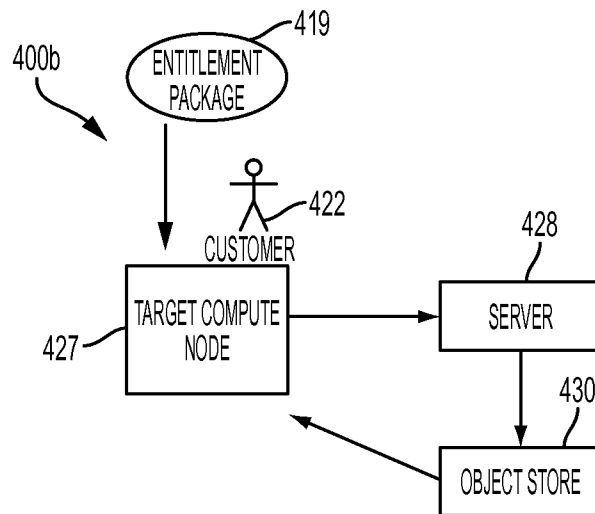 419
400b
ENTITLEMENT
PACKAGE
422
CUSTOMER
428
TARGET COMPUTE
NODE
SERVER
427
430
OBJECT STORE